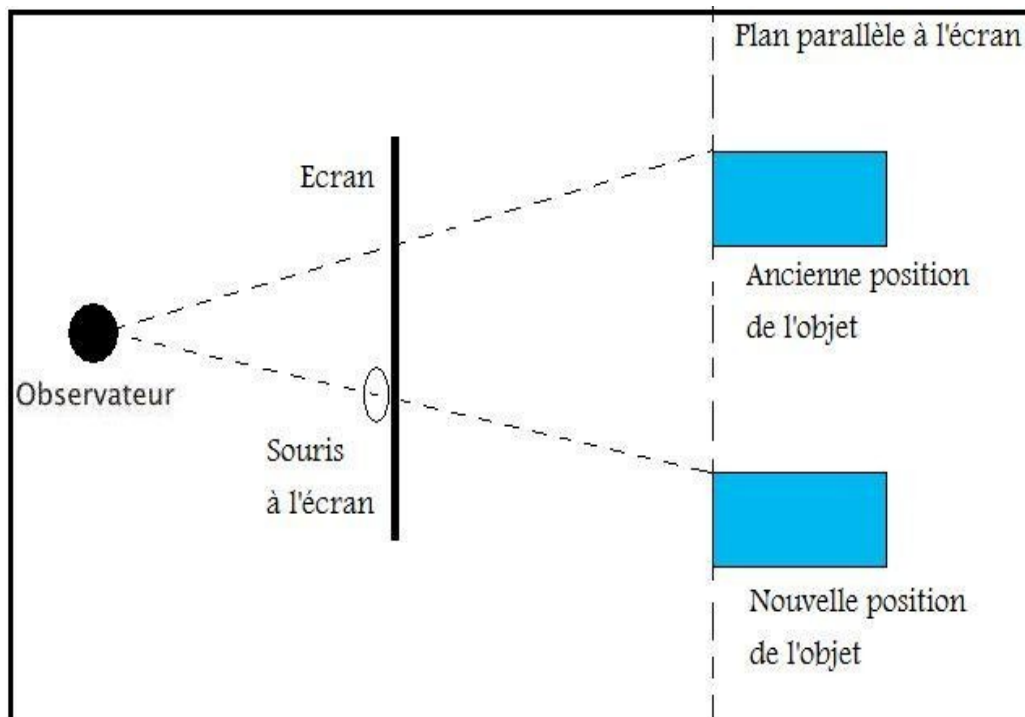 Plan parallèle à l'écran
Ecran
Ancienne position
de l'objet
Observateur
Souris
à l'écran
Nouvelle position
de l'objet